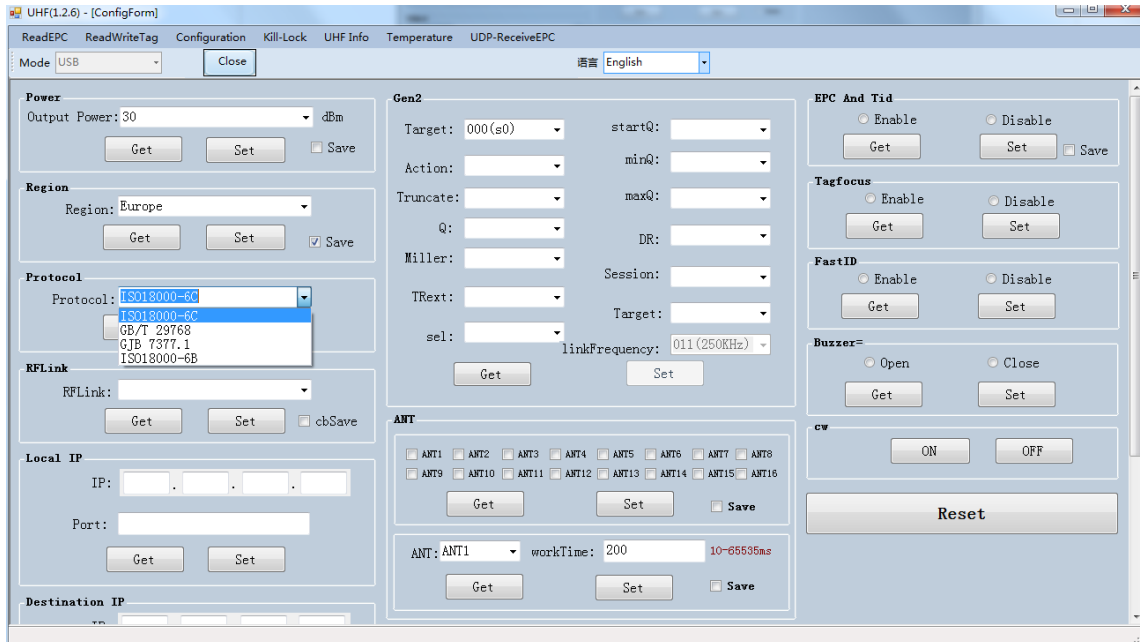 UHF(1.2.6) - [ConfigForm]
ReadEPC ReadWriteTag Configuration Kill-Lock UHF Info Temperature UDP-ReceiveEPC
Mode USB Close 语言 English
Power
Output Power: 30 dBm
Get Set Save
Region
Region: Europe
Get Set Save
Protocol
Protocol: ISO18000-6C
ISO18000-6C
GB/T 29768
GJB 7377.1
ISO18000-6B
RFLink
RFLink:
Get Set cbSave
Local IP
IP: . . .
Port:
Get Set
Destination IP
Gen2
Target: 000(s0) startQ:
Action: minQ:
Truncate: maxQ:
Q: DR:
Miller: Session:
TRext: Target:
sel: linkFrequency: 011(250KHz)
Get Set
ANT
ANT1 ANT2 ANT3 ANT4 ANT5 ANT6 ANT7 ANT8
ANT9 ANT10 ANT11 ANT12 ANT13 ANT14 ANT15 ANT16
Get Set Save
ANT: ANT1 workTime: 200 10-65535ms
Get Set Save
EPC And Tid
Enable Disable
Get Set Save
Tagfocus
Enable Disable
Get Set
FastID
Enable Disable
Get Set
Buzzer=
Open Close
Get Set
cw
ON OFF
Reset